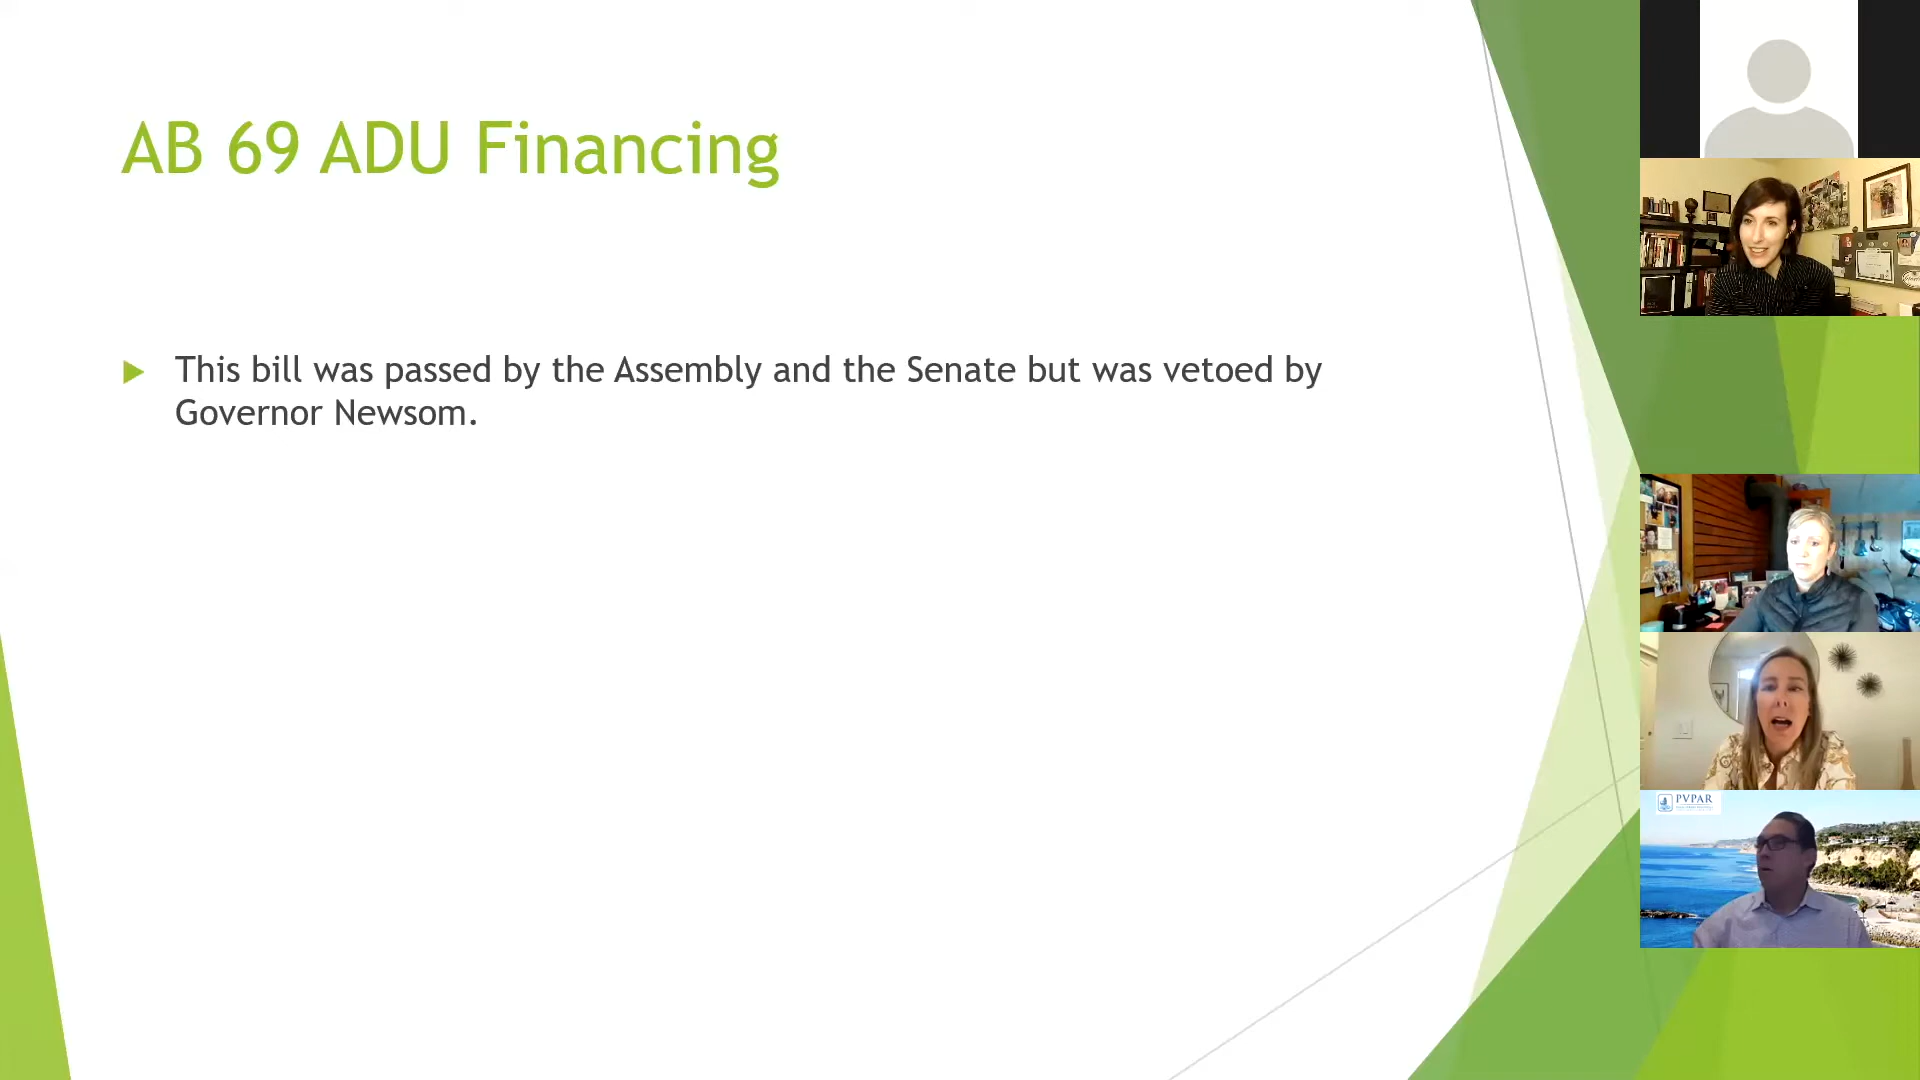 AB 69 ADU Financing
This bill was passed by the Assembly and the Senate but was vetoed by
Governor Newsom.
PVPAR